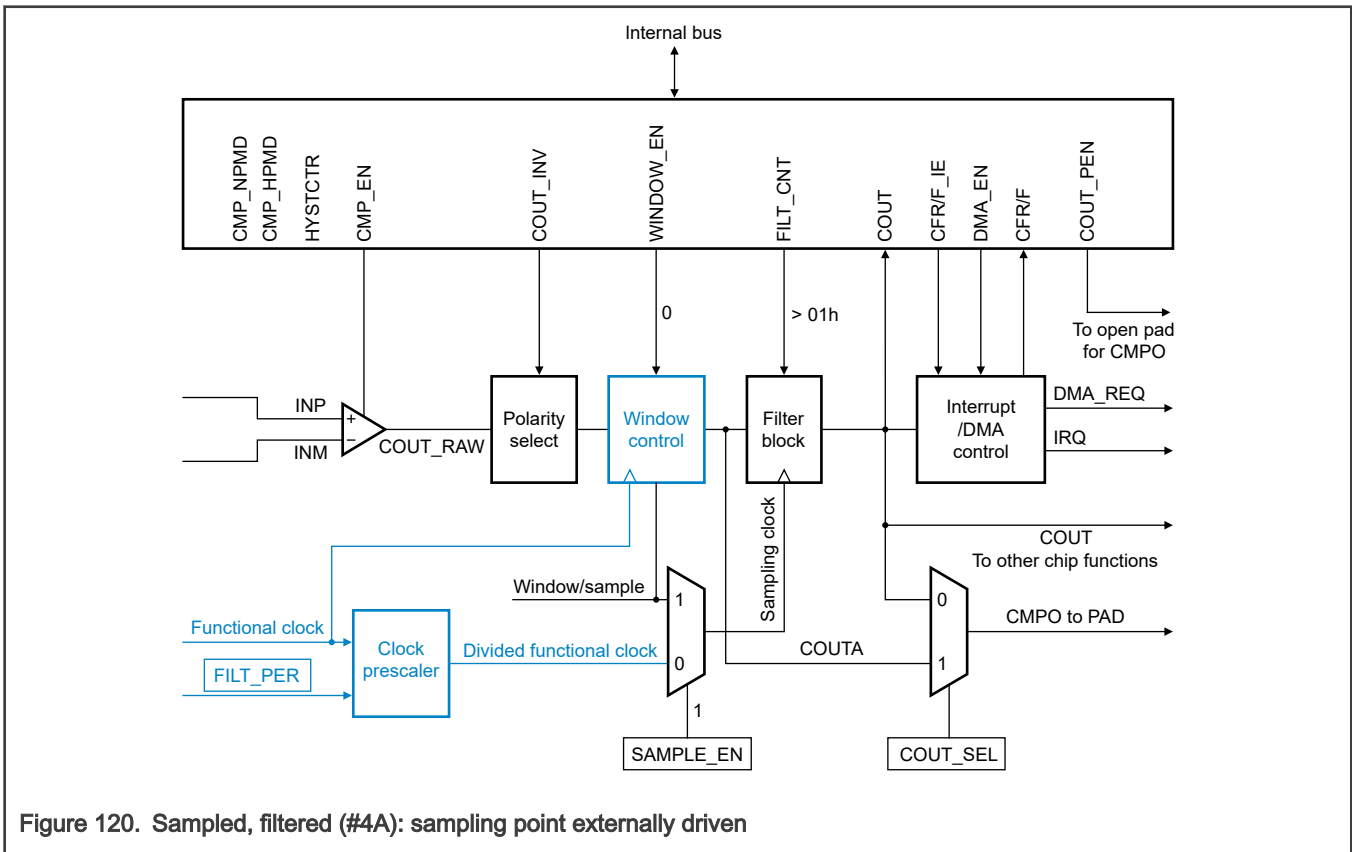 Internal bus
CMP_NPMD
CMP_HPMD
HYSTCTR
CMP_EN
COUT_INV
WINDOW_EN
FILT_CNT
COUT
CFR/F_IE
DMA_EN
CFR/F
COUT_PEN
0
> 01h
To open pad
for CMPO
INP
+
−
INM
COUT_RAW
Polarity
select
Window
control
Filter
block
Interrupt
/DMA
control
DMA_REQ
IRQ
Sampling clock
COUT
To other chip functions
Window/sample
1
0
CMPO to PAD
Functional clock
Clock
prescaler
Divided functional clock
0
COUTA
1
FILT_PER
1
SAMPLE_EN
COUT_SEL
Figure 120. Sampled, filtered (#4A): sampling point externally driven